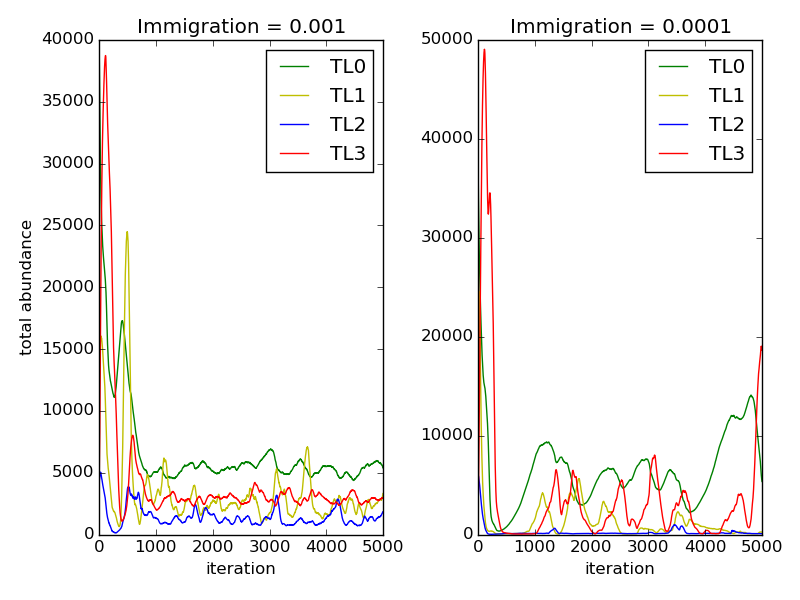 Immigration = 0.001
40000
35000
30000
25000
20000
15000
10000
5000
0
total abundance
0 1000 2000 3000 4000 5000
iteration
TL0
TL1
TL2
TL3
Immigration = 0.0001
50000
40000
30000
20000
10000
0
0 1000 2000 3000 4000 5000
iteration
TL0
TL1
TL2
TL3